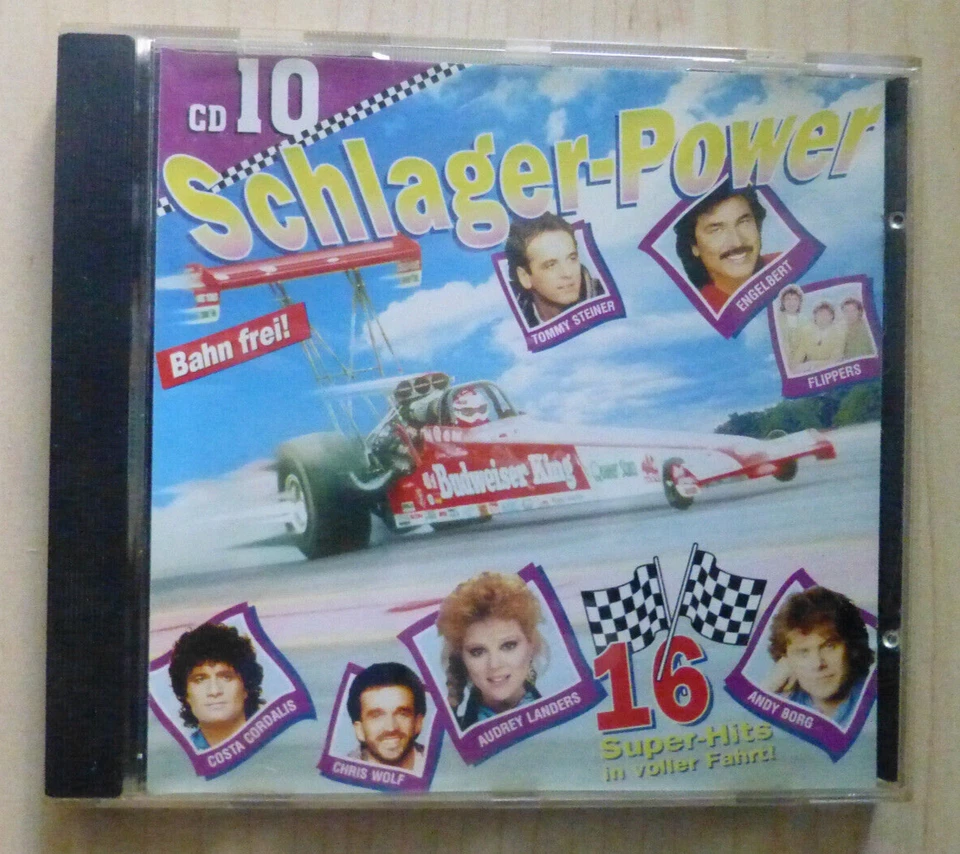 CD 10
Schlager-Power
TOMMY STEINER
ENGELBERT
FLIPPERS
Bahn frei!
Budweiser King
COSTA CORDALIS
CHRIS WOLF
AUDREY LANDERS
16
Super-Hits
in voller Fahrt!
ANDY BORG